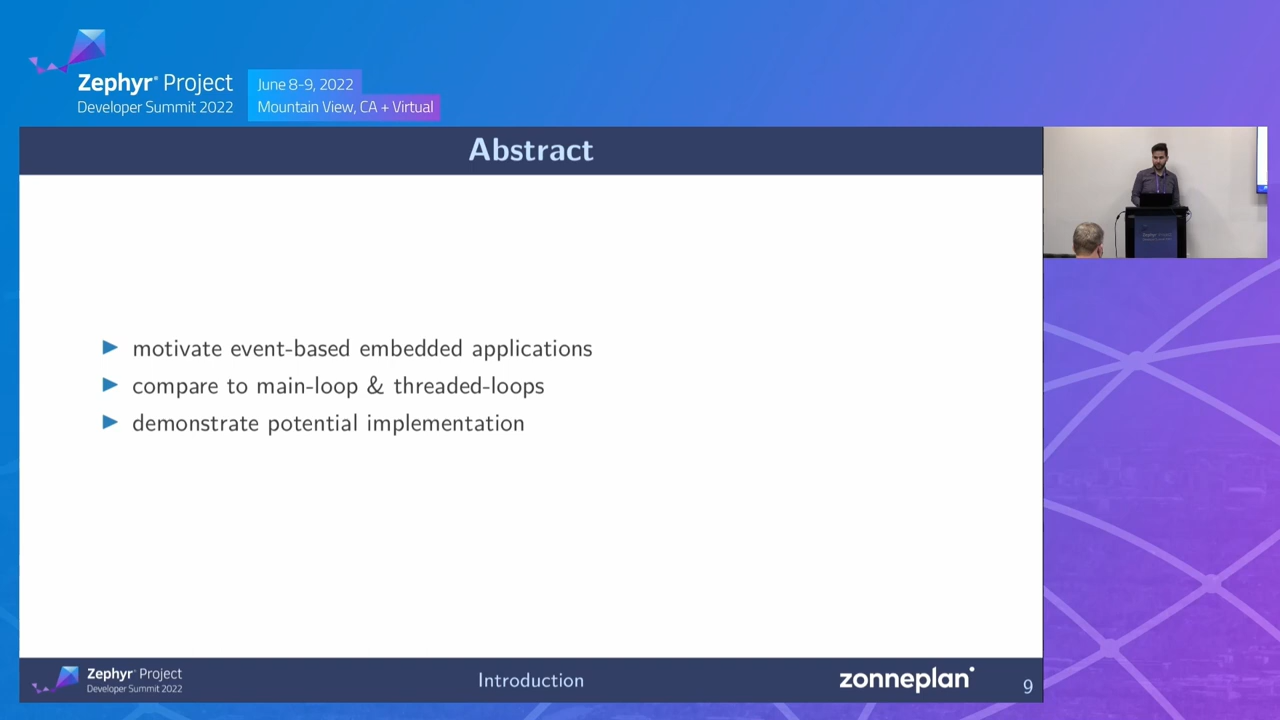 Zephyr® Project
Developer Summit 2022
June 8-9, 2022
Mountain View, CA + Virtual
Abstract
motivate event-based embedded applications
compare to main-loop & threaded-loops
demonstrate potential implementation
Zephyr® Project
Developer Summit 2022
Introduction
zonneplan
9